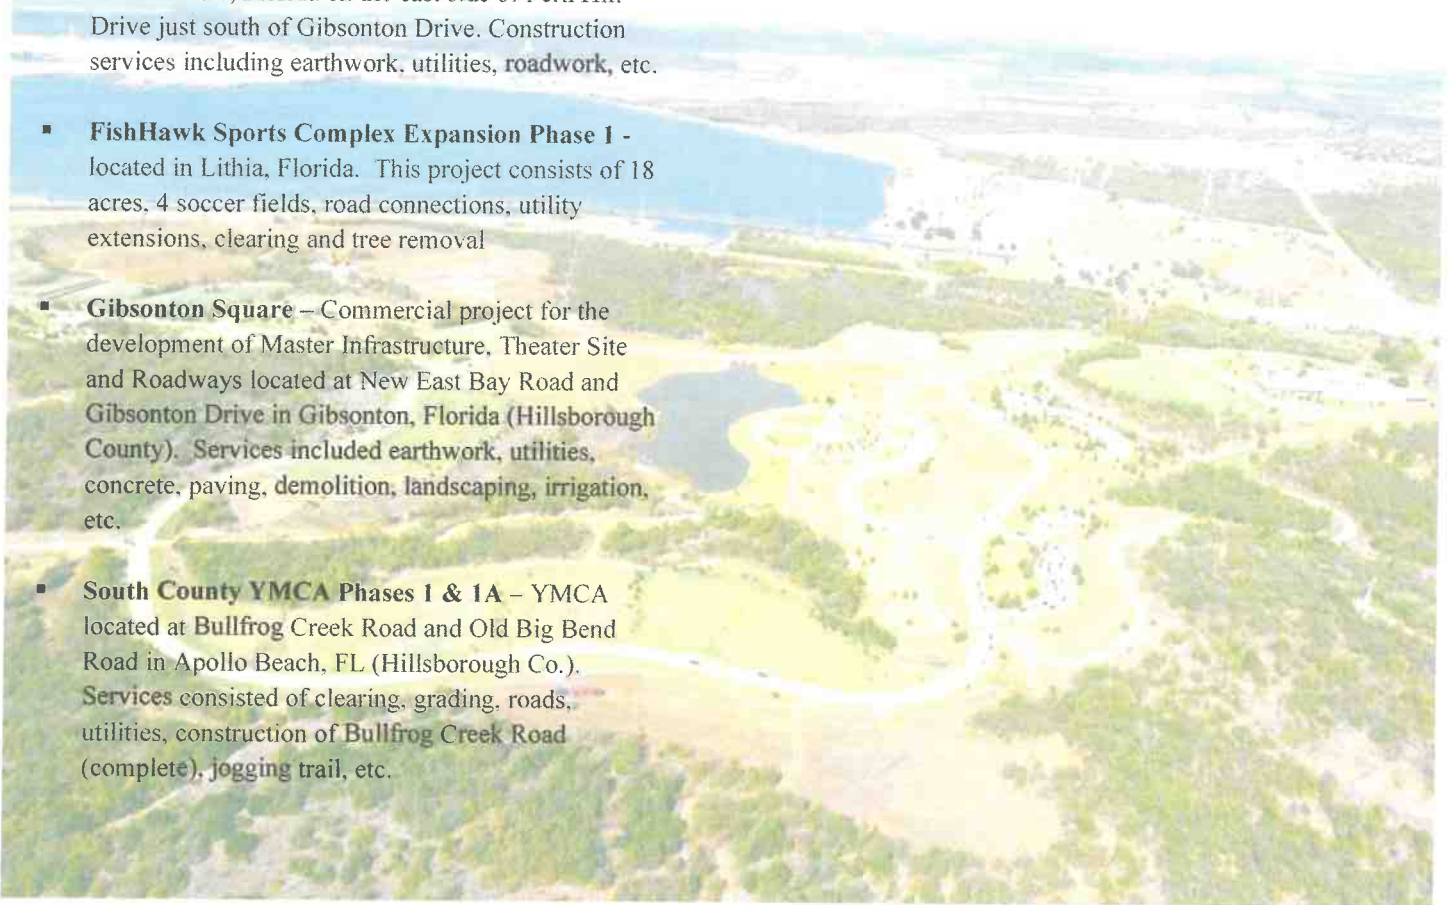 Drive just south of Gibsonton Drive. Construction
services including earthwork, utilities, roadwork, etc.
▪ FishHawk Sports Complex Expansion Phase 1 -
located in Lithia, Florida. This project consists of 18
acres, 4 soccer fields, road connections, utility
extensions, clearing and tree removal
▪ Gibsonton Square – Commercial project for the
development of Master Infrastructure, Theater Site
and Roadways located at New East Bay Road and
Gibsonton Drive in Gibsonton, Florida (Hillsborough
County). Services included earthwork, utilities,
concrete, paving, demolition, landscaping, irrigation,
etc.
▪ South County YMCA Phases 1 & 1A – YMCA
located at Bullfrog Creek Road and Old Big Bend
Road in Apollo Beach, FL (Hillsborough Co.).
Services consisted of clearing, grading, roads,
utilities, construction of Bullfrog Creek Road
(complete), jogging trail, etc.